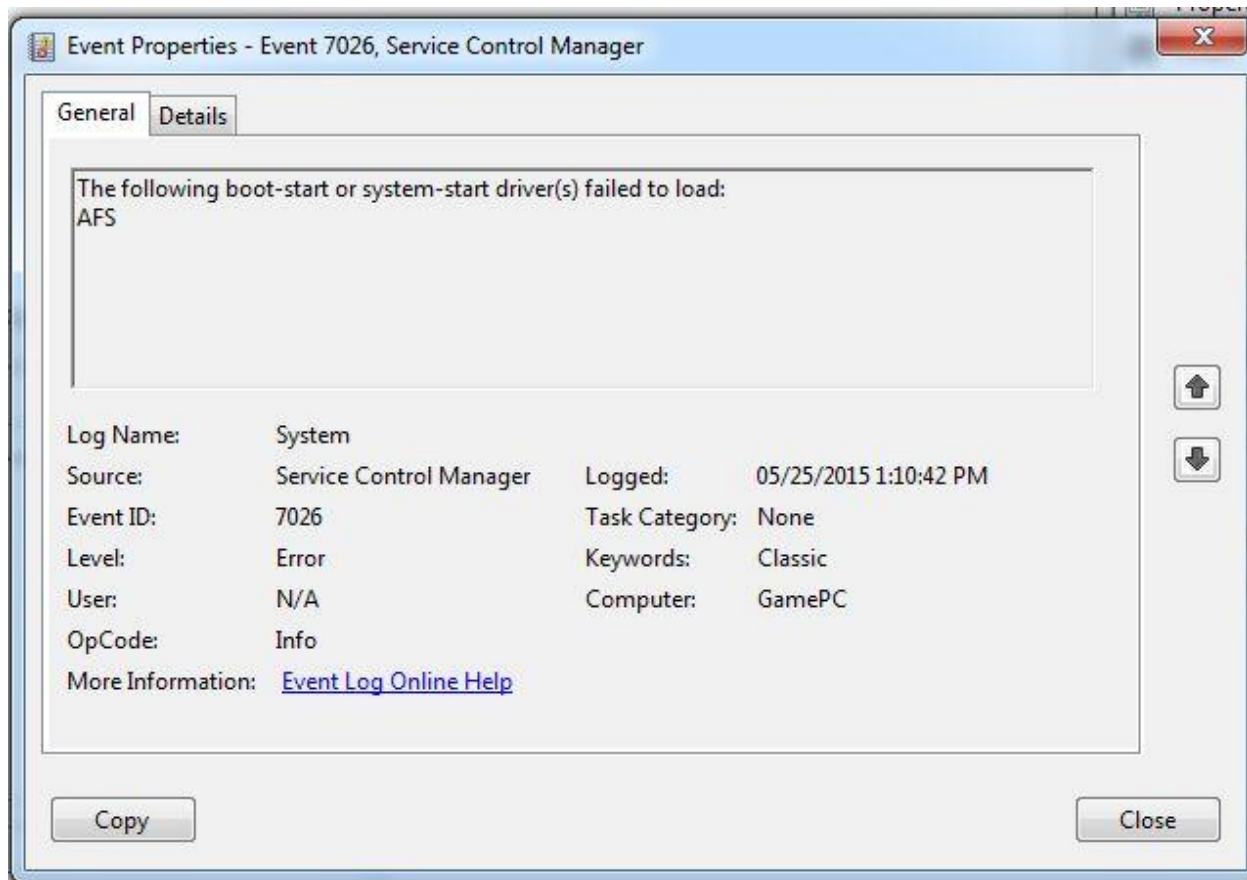 Event Properties - Event 7026, Service Control Manager
General Details
The following boot-start or system-start driver(s) failed to load:
AFS
Log Name: System
Source: Service Control Manager Logged: 05/25/2015 1:10:42 PM
Event ID: 7026 Task Category: None
Level: Error Keywords: Classic
User: N/A Computer: GamePC
OpCode: Info
More Information: Event Log Online Help
Copy Close